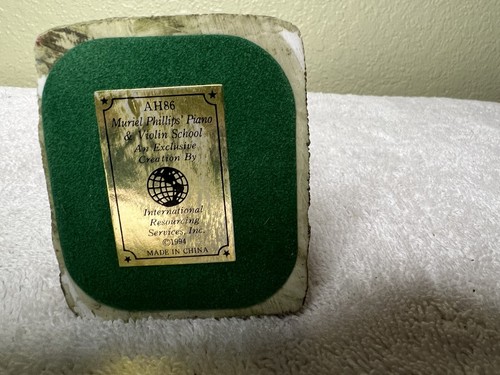 AH86
Muriel Phillips' Piano
& Violin School
An Exclusive
Creation By
International
Resourcing
Services, Inc.
©1994
MADE IN CHINA